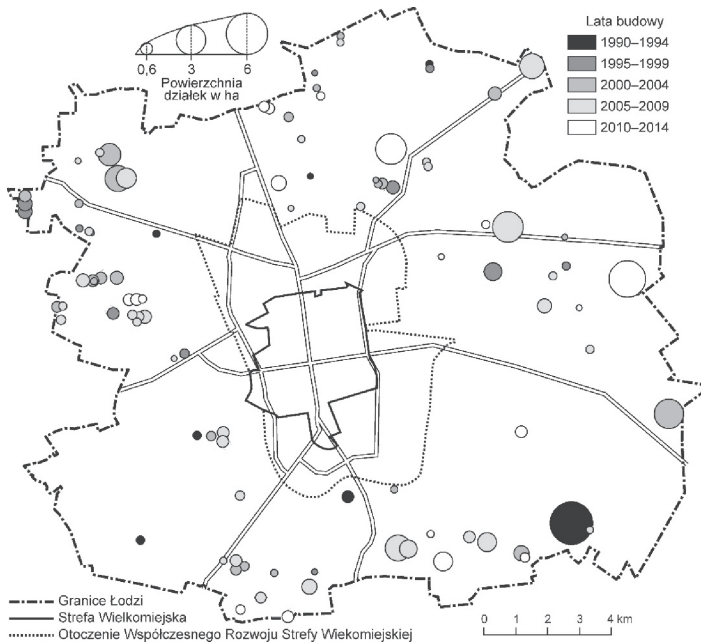 0,6 3 6
Powierzchnia
działek w ha
Lata budowy
1990–1994
1995–1999
2000–2004
2005–2009
2010–2014
Granice Łodzi
Strefa Wielkomiejska
Otoczenie Współczesnego Rozwoju Strefy Wiekomiejskiej
0 1 2 3 4 km